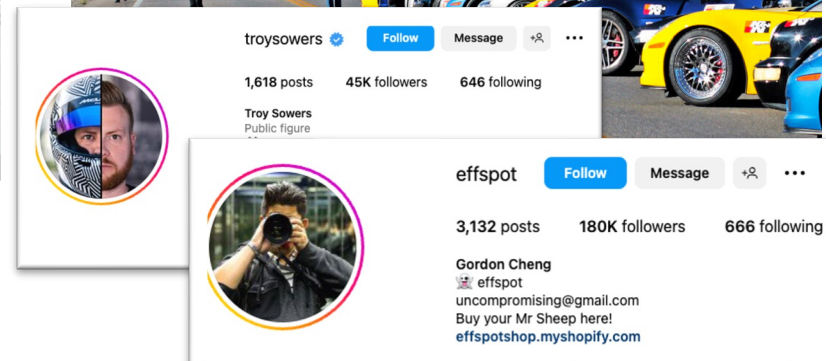 troysowers Follow Message •••
1,618 posts 45K followers 646 following
Troy Sowers
Public figure
effspot Follow Message •••
3,132 posts 180K followers 666 following
Gordon Cheng
effspot
uncompromising@gmail.com
Buy your Mr Sheep here!
effspotshop.myshopify.com